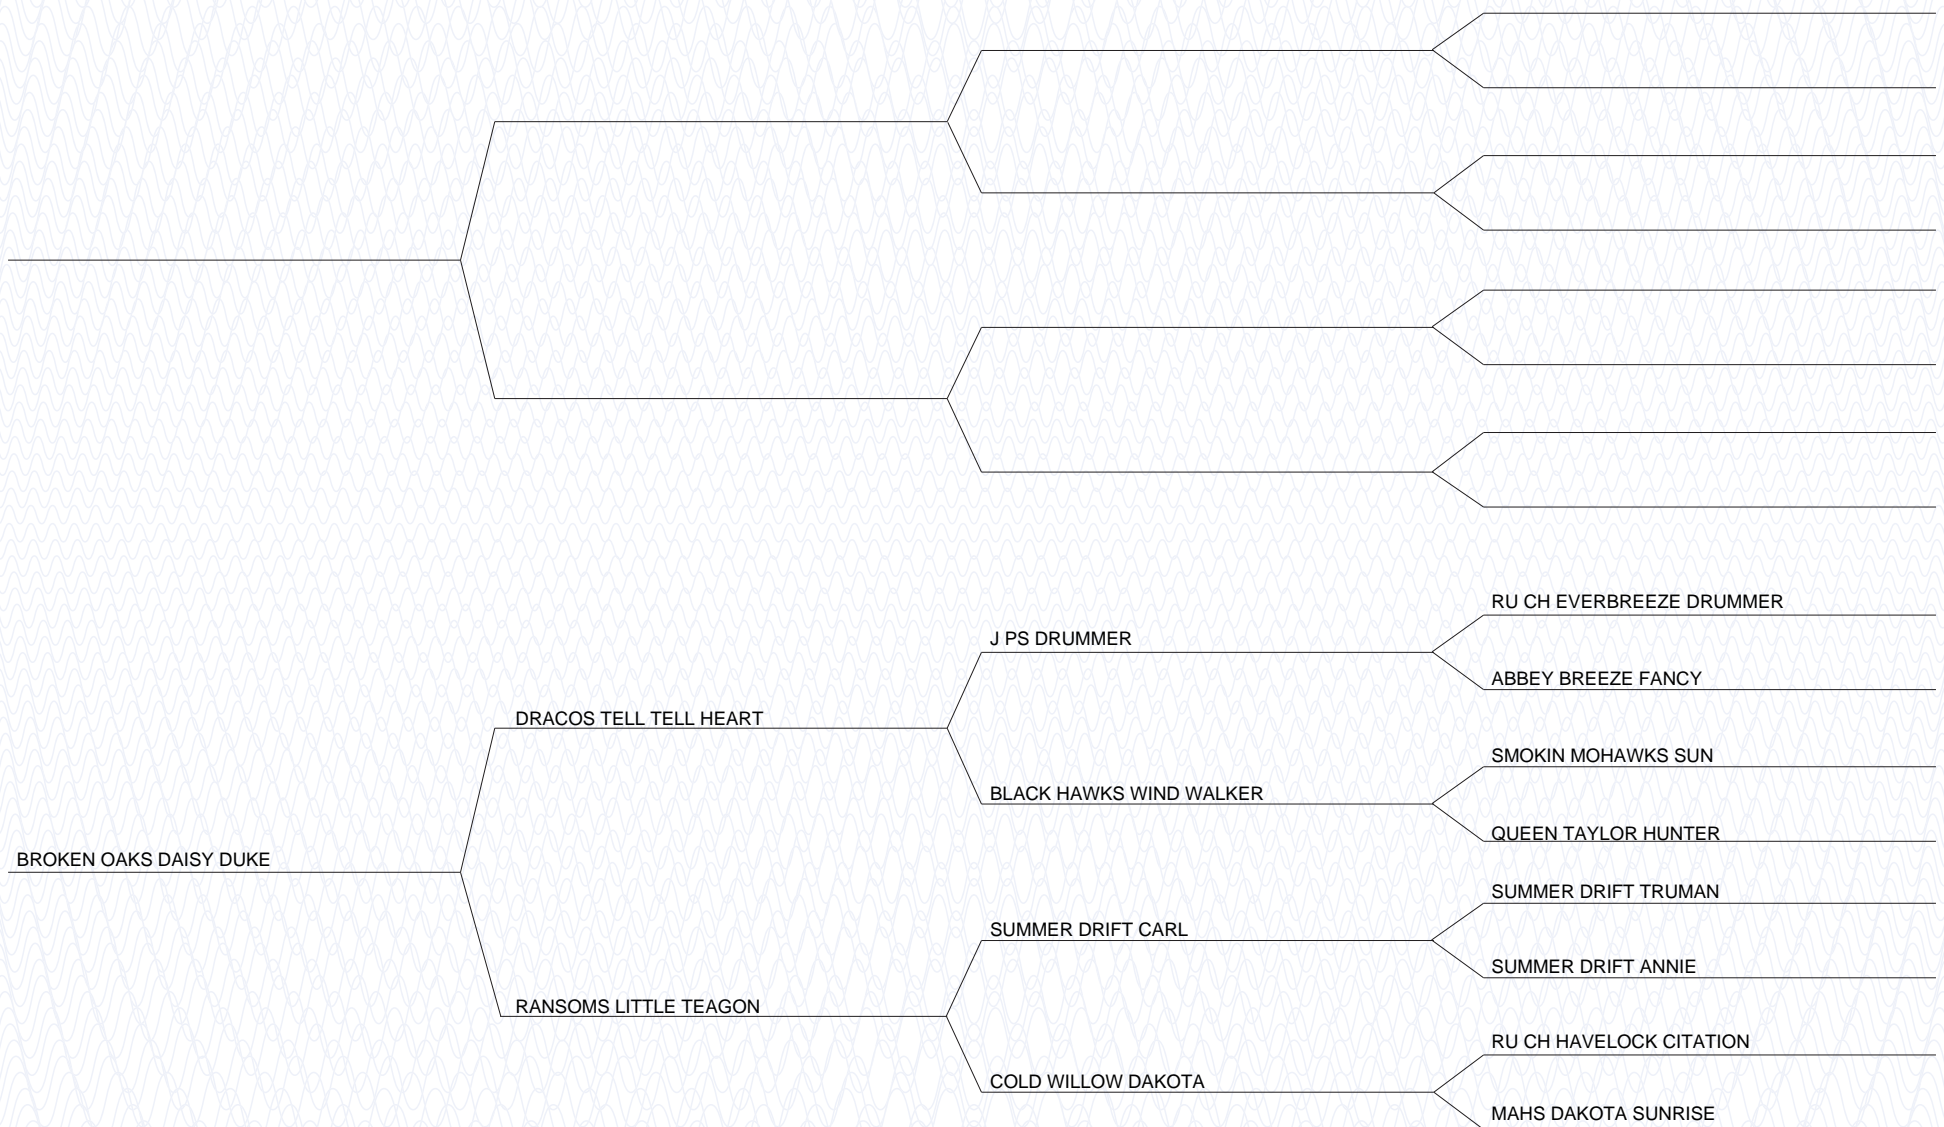 RU CH EVERBREEZE DRUMMER
J PS DRUMMER
ABBEY BREEZE FANCY
DRACOS TELL TELL HEART
SMOKIN MOHAWKS SUN
BLACK HAWKS WIND WALKER
QUEEN TAYLOR HUNTER
BROKEN OAKS DAISY DUKE
SUMMER DRIFT TRUMAN
SUMMER DRIFT CARL
SUMMER DRIFT ANNIE
RANSOMS LITTLE TEAGON
RU CH HAVELOCK CITATION
COLD WILLOW DAKOTA
MAHS DAKOTA SUNRISE